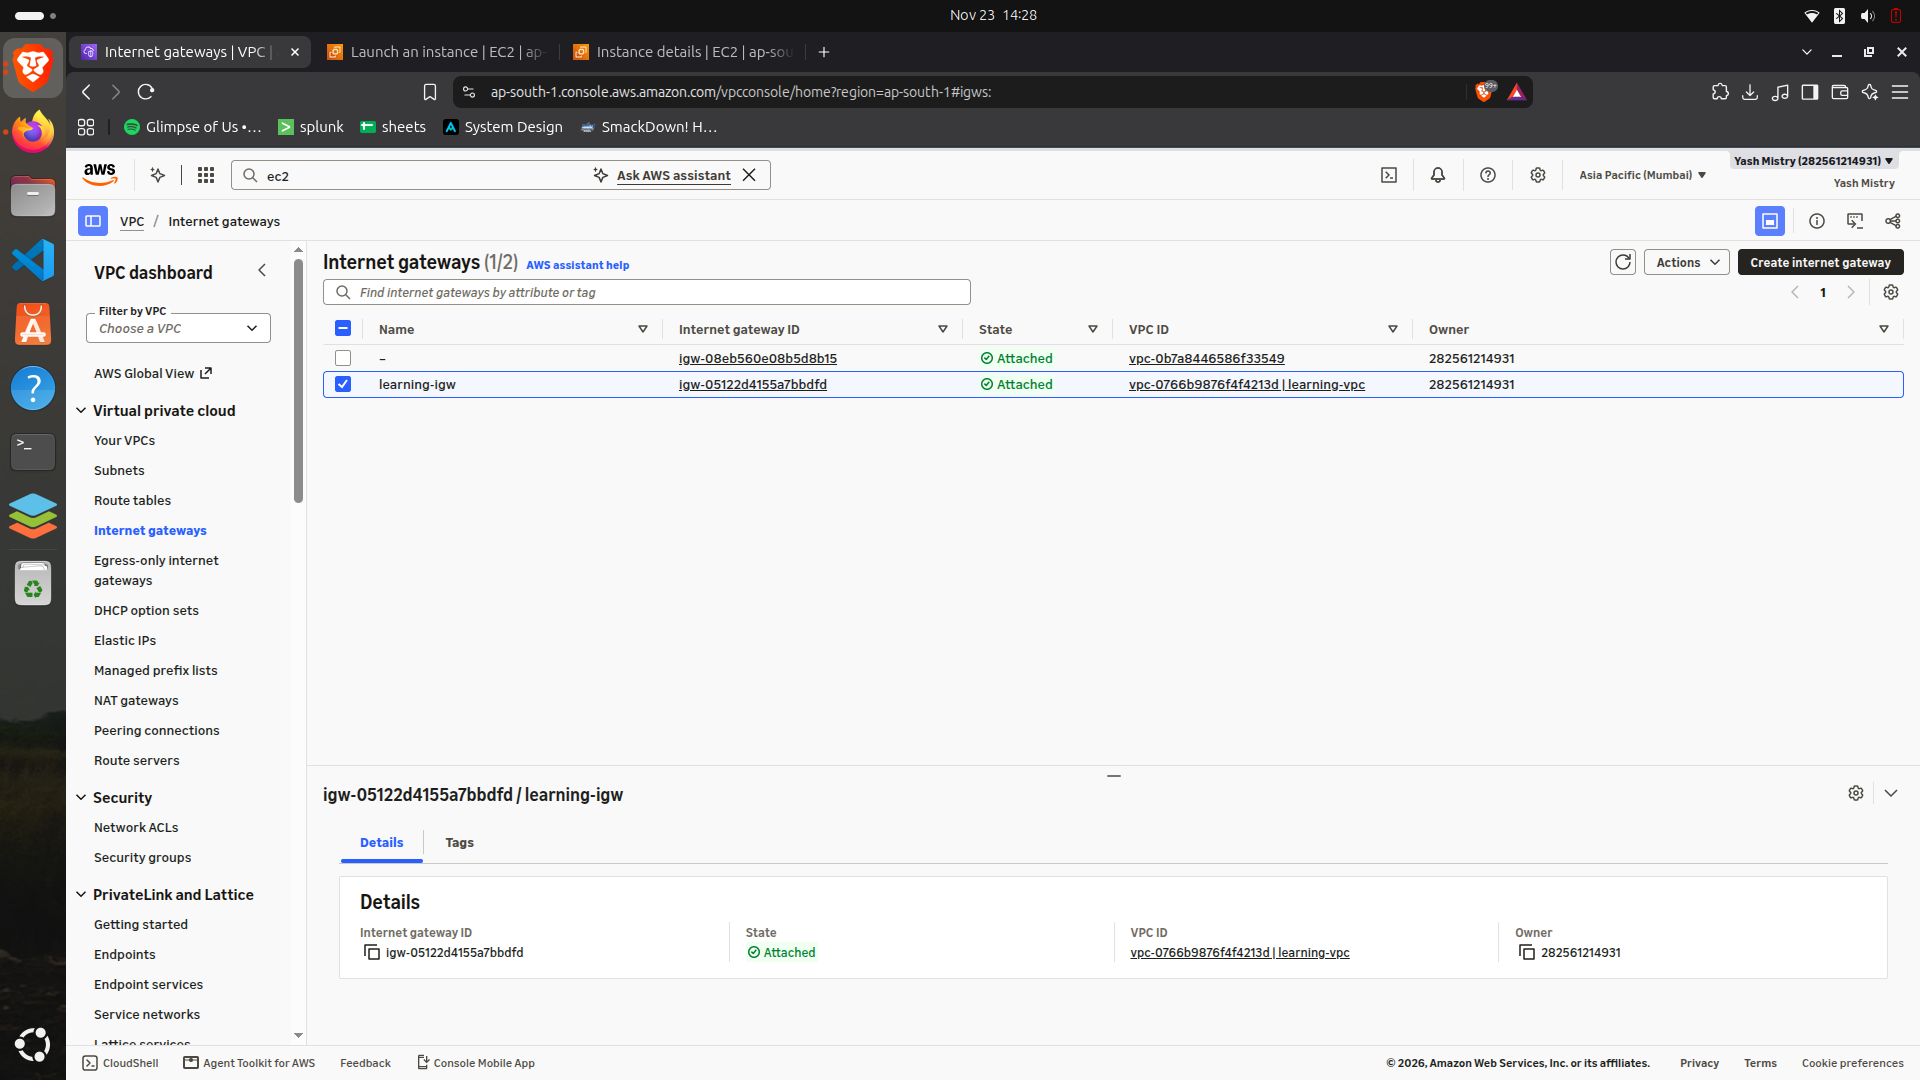 Nov 23 14:28
Internet gateways | VPC |
Launch an instance | EC2 | ap-
Instance details | EC2 | ap-sou
ap-south-1.console.aws.amazon.com/vpcconsole/home?region=ap-south-1#igws:
99+
Glimpse of Us •…
splunk
sheets
System Design
SmackDown! H…
aws
ec2
Ask AWS assistant
Asia Pacific (Mumbai)
Yash Mistry (282561214931)
Yash Mistry
VPC / Internet gateways
VPC dashboard
Filter by VPC
Choose a VPC
AWS Global View
Virtual private cloud
Your VPCs
Subnets
Route tables
Internet gateways
Egress-only internet
gateways
DHCP option sets
Elastic IPs
Managed prefix lists
NAT gateways
Peering connections
Route servers
Security
Network ACLs
Security groups
PrivateLink and Lattice
Getting started
Endpoints
Endpoint services
Service networks
Lattice services
Internet gateways (1/2) AWS assistant help
Actions
Create internet gateway
Find internet gateways by attribute or tag
1
Name Internet gateway ID State VPC ID Owner
– igw-08eb560e08b5d8b15 Attached vpc-0b7a8446586f33549 282561214931
learning-igw igw-05122d4155a7bbdfd Attached vpc-0766b9876f4f4213d | learning-vpc 282561214931
igw-05122d4155a7bbdfd / learning-igw
Details Tags
Details
Internet gateway ID State VPC ID Owner
igw-05122d4155a7bbdfd Attached vpc-0766b9876f4f4213d | learning-vpc 282561214931
CloudShell Agent Toolkit for AWS Feedback Console Mobile App
© 2026, Amazon Web Services, Inc. or its affiliates. Privacy Terms Cookie preferences